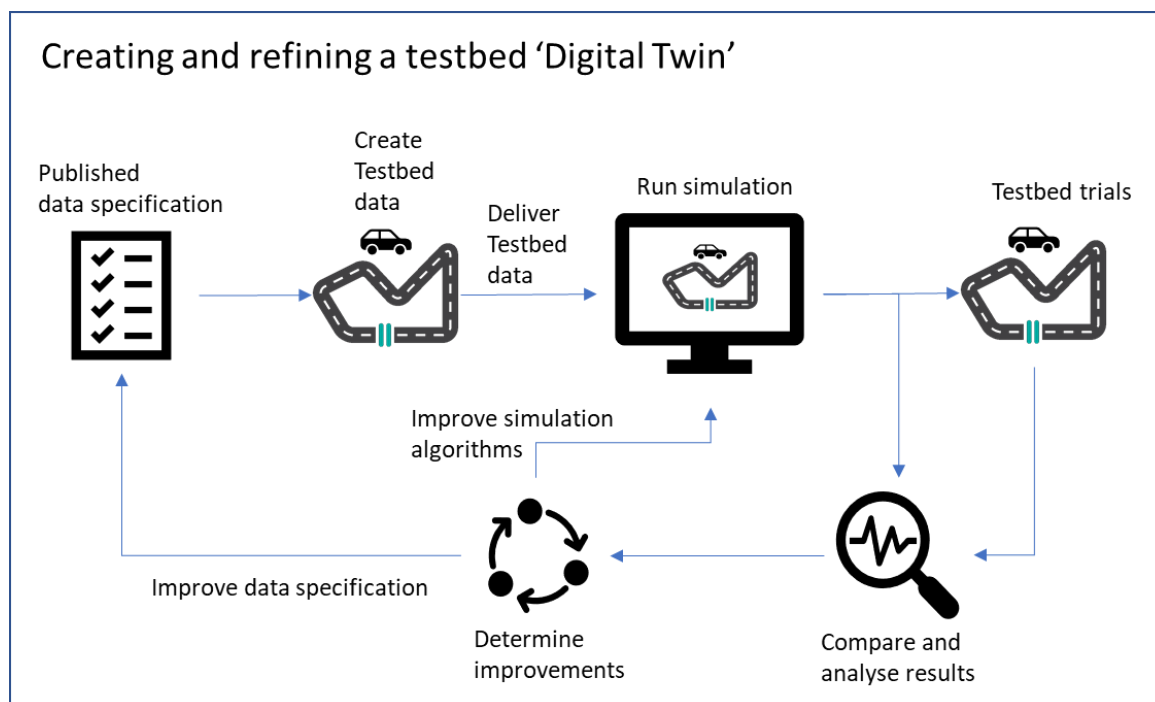 Creating and refining a testbed ‘Digital Twin’
Published
data specification
Create
Testbed
data
Deliver
Testbed
data
Run simulation
Testbed trials
Improve simulation
algorithms
Improve data specification
Determine
improvements
Compare and
analyse results